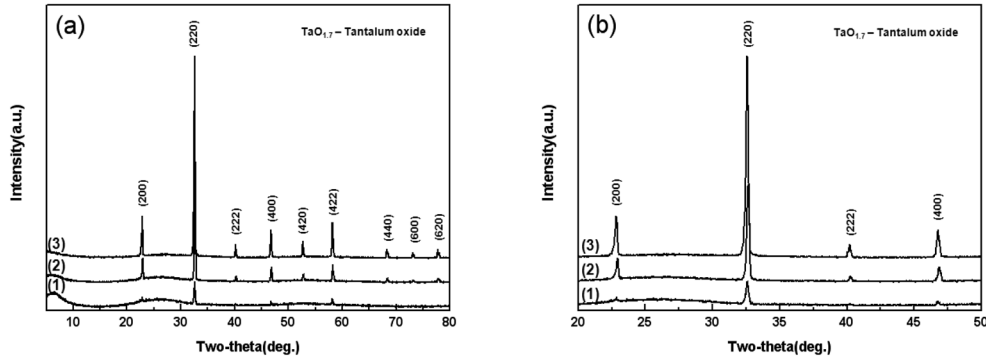 (a)
(220)
TaO1.7 – Tantalum oxide
Intensity(a.u.)
(200)
(222)
(400)
(420)
(422)
(440)
(600)
(620)
(3)
(2)
(1)
10 20 30 40 50 60 70 80
Two-theta(deg.)
(b)
(220)
TaO1.7 – Tantalum oxide
Intensity(a.u.)
(200)
(222)
(400)
(3)
(2)
(1)
20 25 30 35 40 45 50
Two-theta(deg.)